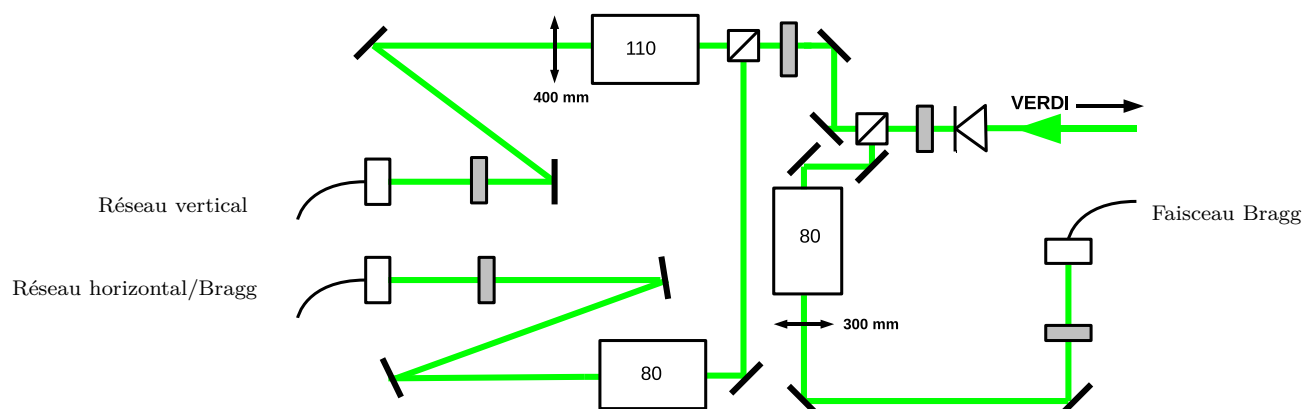 110
400 mm
VERDI
Réseau vertical
Faisceau Bragg
80
Réseau horizontal/Bragg
300 mm
80